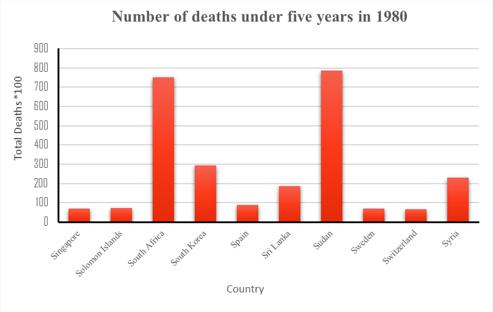 Number of deaths under five years in 1980
Total Deaths*100
900
800
700
600
500
400
300
200
100
0
Singapore
Solomon Islands
South Africa
South Korea
Spain
Sri Lanka
Sudan
Sweden
Switzerland
Syria
Country